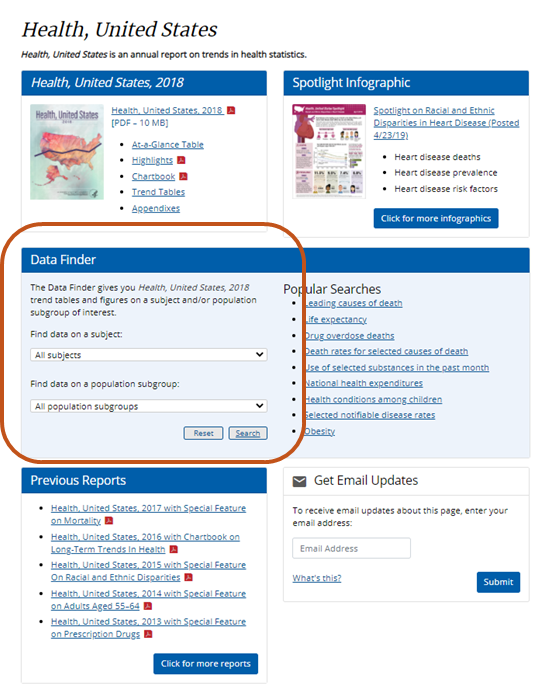 Health, United States
Health, United States is an annual report on trends in health statistics.
Health, United States, 2018
Health, United States
2018
Health, United States, 2018
[PDF – 10 MB]
At-a-Glance Table
Highlights
Chartbook
Trend Tables
Appendixes
Spotlight Infographic
Spotlight on Racial and Ethnic
Disparities in Heart Disease (Posted
4/23/19)
Heart disease deaths
Heart disease prevalence
Heart disease risk factors
Click for more infographics
Data Finder
The Data Finder gives you Health, United States, 2018
trend tables and figures on a subject and/or population
subgroup of interest.
Find data on a subject:
All subjects
Find data on a population subgroup:
All population subgroups
Reset
Search
Popular Searches
Leading causes of death
Life expectancy
Drug overdose deaths
Death rates for selected causes of death
Use of selected substances in the past month
National health expenditures
Health conditions among children
Selected notifiable disease rates
Obesity
Previous Reports
Health, United States, 2017 with Special Feature
on Mortality
Health, United States, 2016 with Chartbook on
Long-Term Trends In Health
Health, United States, 2015 with Special Feature
On Racial and Ethnic Disparities
Health, United States, 2014 with Special Feature
on Adults Aged 55–64
Health, United States, 2013 with Special Feature
on Prescription Drugs
Click for more reports
Get Email Updates
To receive email updates about this page, enter your
email address:
Email Address
What's this?
Submit